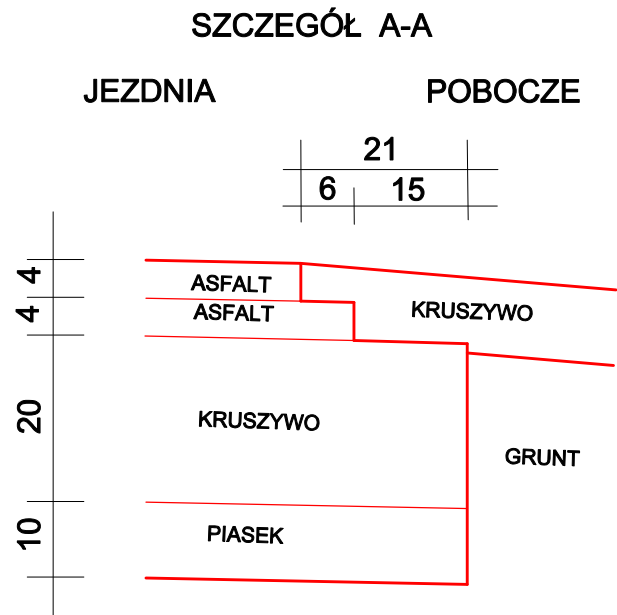 SZCZEGÓŁ A-A
JEZDNIA POBOCZE
21
6 15
4
ASFALT
4
ASFALT
KRUSZYWO
20
KRUSZYWO
GRUNT
10
PIASEK